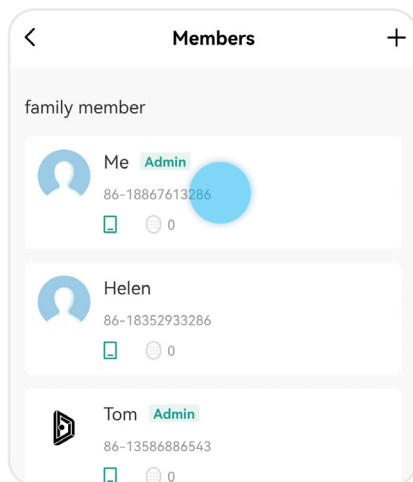 Members
family member
Me Admin
86-18867613286
0
Helen
86-18352933286
0
Tom Admin
86-13586886543
0